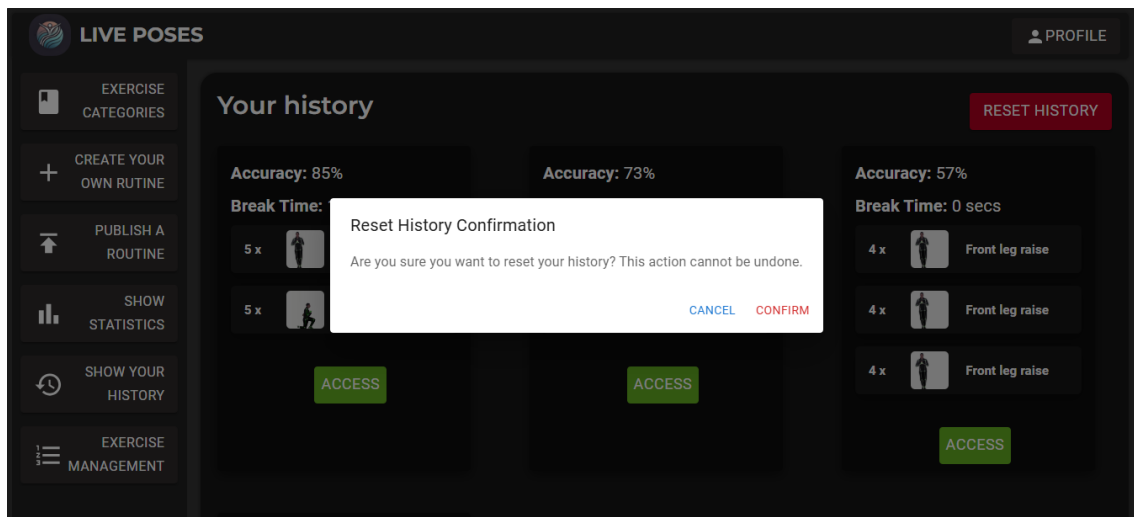 LIVE POSES
PROFILE
EXERCISE
CATEGORIES
CREATE YOUR
OWN RUTINE
PUBLISH A
ROUTINE
SHOW
STATISTICS
SHOW YOUR
HISTORY
EXERCISE
MANAGEMENT
Your history
RESET HISTORY
Accuracy: 85%
Break Time:
5 x
5 x
ACCESS
Accuracy: 73%
ACCESS
Accuracy: 57%
Break Time: 0 secs
4 x Front leg raise
4 x Front leg raise
4 x Front leg raise
ACCESS
Reset History Confirmation
Are you sure you want to reset your history? This action cannot be undone.
CANCEL CONFIRM